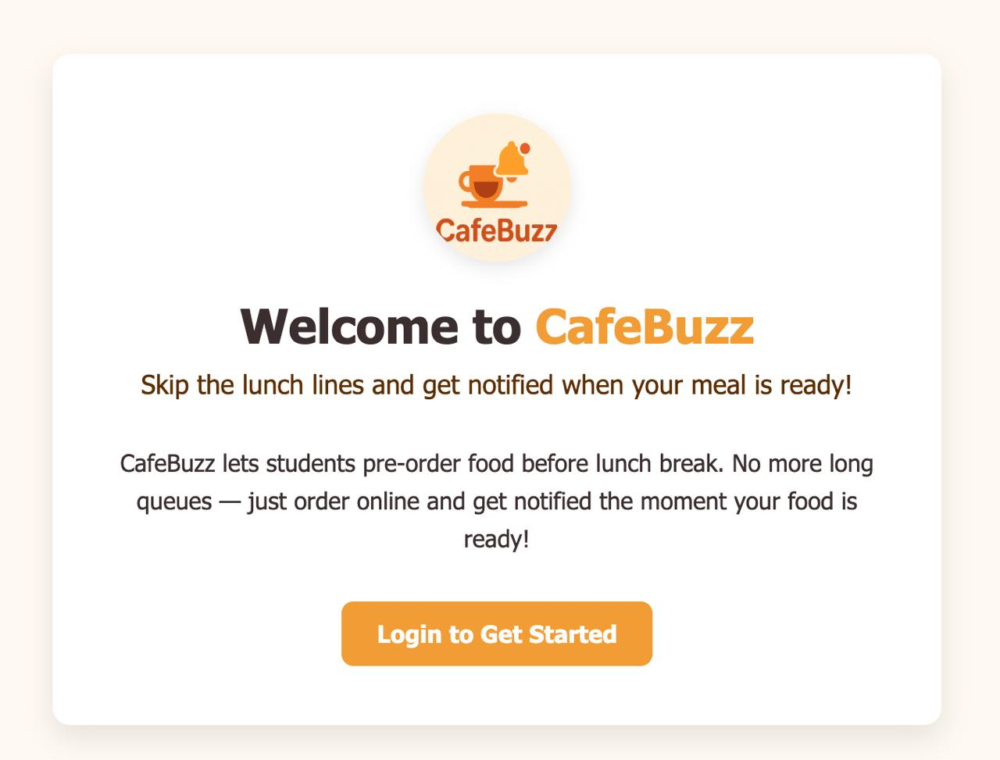 CafeBuzz
Welcome to CafeBuzz
Skip the lunch lines and get notified when your meal is ready!
CafeBuzz lets students pre-order food before lunch break. No more long
queues — just order online and get notified the moment your food is
ready!
Login to Get Started